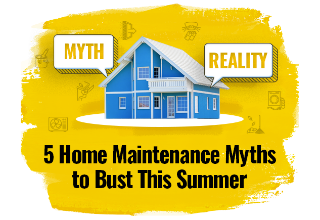 MYTH
REALITY
5 Home Maintenance Myths
to Bust This Summer